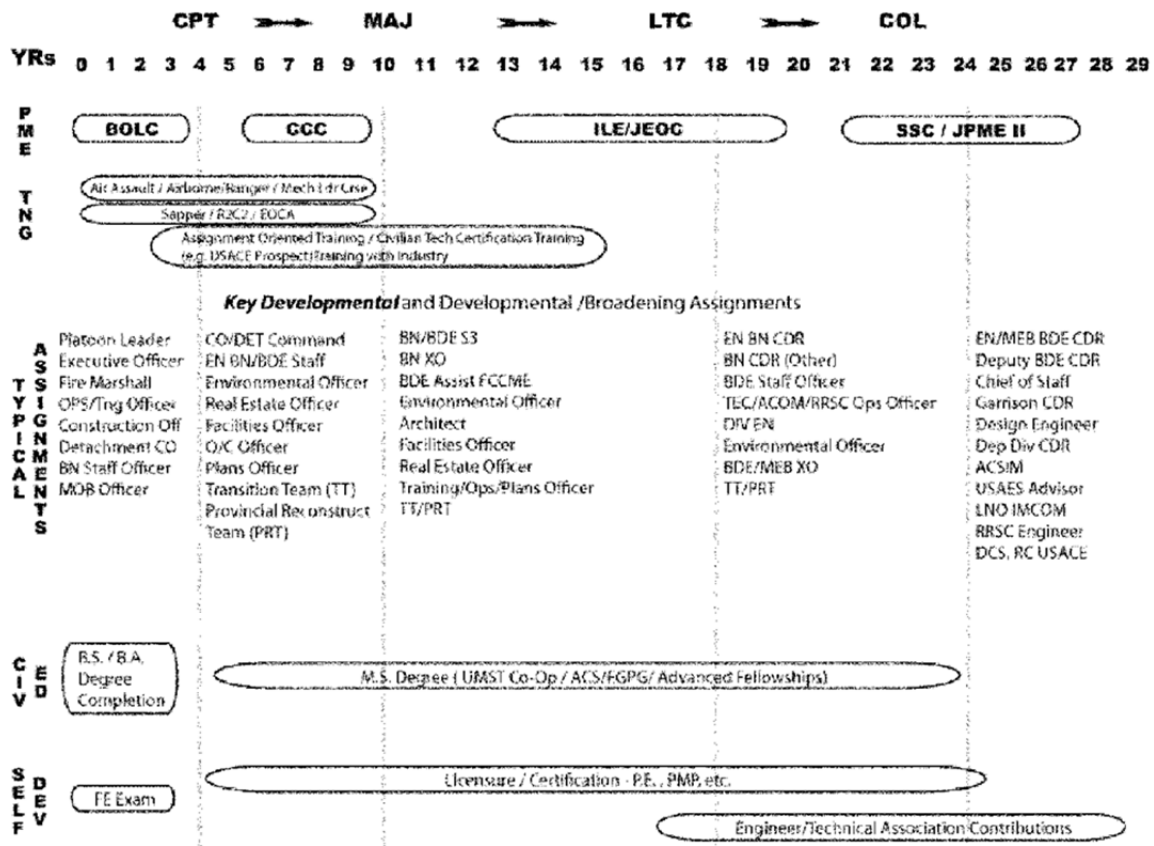 CPT MAJ LTC COL
YRs 0 1 2 3 4 5 6 7 8 9 10 11 12 13 14 15 16 17 18 19 20 21 22 23 24 25 26 27 28 29
PME
BOLC CCC ILE/JEOC SSC / JPME II
TNG
Air Assault / Airborne/Ranger / Mech Ldr Crse
Sapper / R2C2 / EOCA
Assignment Oriented Training / Civilian Tech Certification Training
(e.g. USACE Prospect)Training with Industry
Key Developmental and Developmental /Broadening Assignments
TYPICAL ASSIGNMENTS
Platoon Leader
Executive Officer
Fire Marshall
OPS/Tng Officer
Construction Off
Detachment CO
BN Staff Officer
MOB Officer
CO/DET Command
EN BN/BDE Staff
Environmental Officer
Real Estate Officer
Facilities Officer
O/C Officer
Plans Officer
Transition Team (TT)
Provincial Reconstruct
Team (PRT)
BN/BDE S3
BN XO
BDE Assist FCCME
Environmental Officer
Architect
Facilities Officer
Real Estate Officer
Training/Ops/Plans Officer
TT/PRT
EN BN CDR
BN CDR (Other)
BDE Staff Officer
TEC/ACOM/RRSC Ops Officer
DIV EN
Environmental Officer
BDE/MEB XO
TT/PRT
EN/MEB BDE CDR
Deputy BDE CDR
Chief of Staff
Garrison CDR
Design Engineer
Dep Div CDR
ACSIM
USAES Advisor
LNO IMCOM
RRSC Engineer
DCS, RC USACE
CIV ED
B.S. / B.A.
Degree
Completion
M.S. Degree ( UMST Co-Op / ACS/FGPG/ Advanced Fellowships)
SELF DEV
FE Exam
Licensure / Certification - P.E. , PMP, etc.
Engineer/Technical Association Contributions